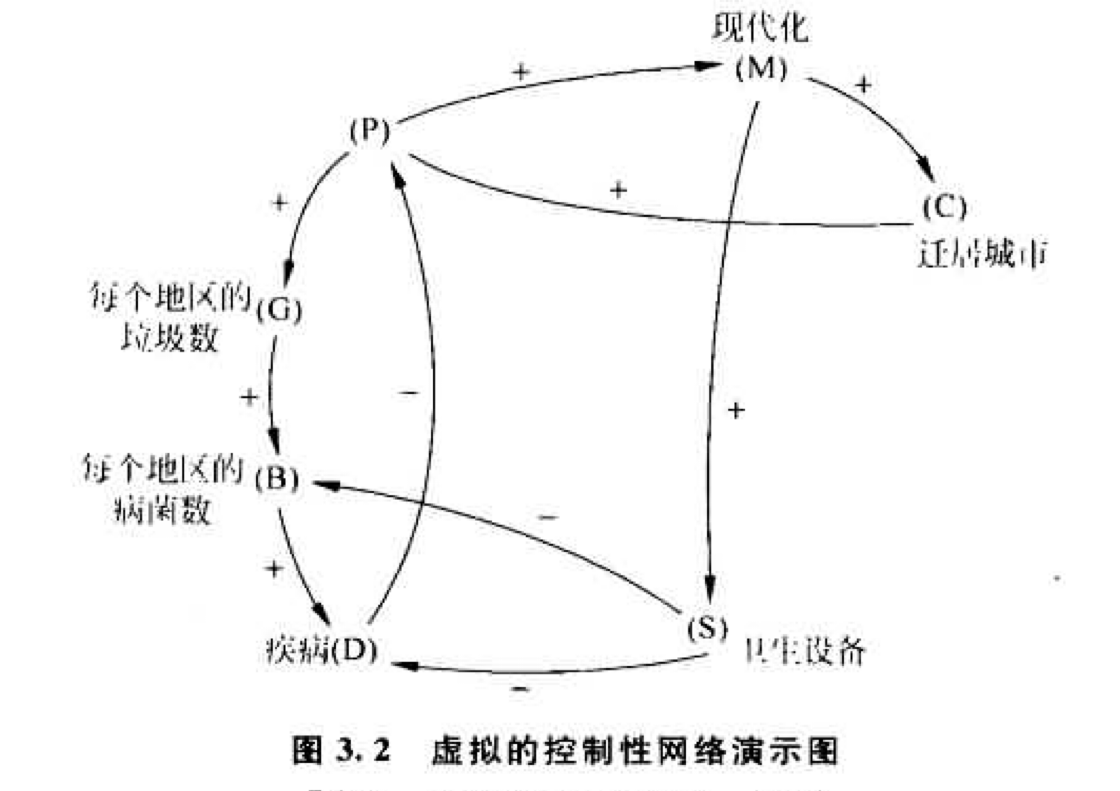 现代化
(M)
+
+
(P)
+
+
(C)
迁居城市
每个地区的
垃圾数
(G)
+
−
+
每个地区的
病菌数
(B)
−
+
(S)
卫生设备
疾病(D)
−
图 3.2 虚拟的控制性网络演示图